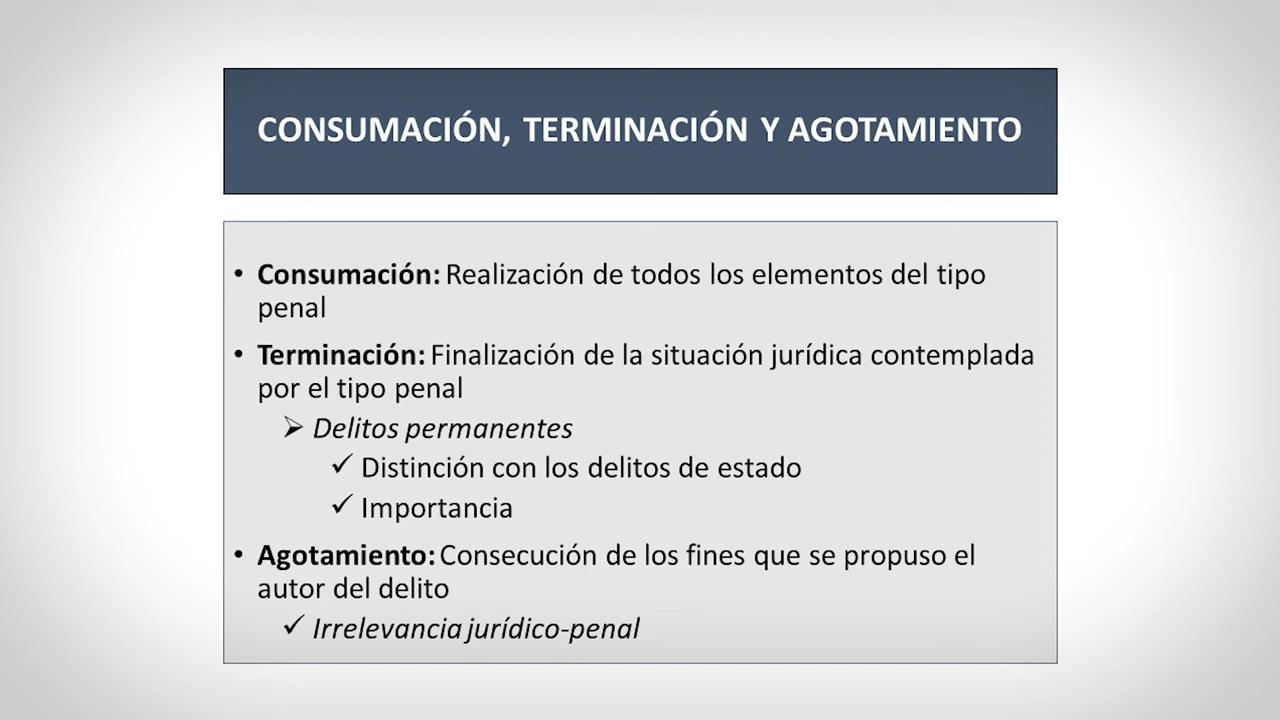 CONSUMACIÓN, TERMINACIÓN Y AGOTAMIENTO
• Consumación: Realización de todos los elementos del tipo
penal
• Terminación: Finalización de la situación jurídica contemplada
por el tipo penal
➢ Delitos permanentes
✓ Distinción con los delitos de estado
✓ Importancia
• Agotamiento: Consecución de los fines que se propuso el
autor del delito
✓ Irrelevancia jurídico-penal